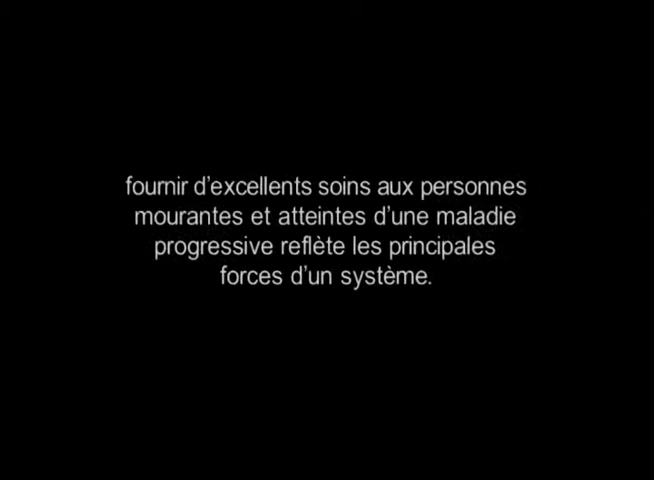 fournir d’excellents soins aux personnes
mourantes et atteintes d’une maladie
progressive reflète les principales
forces d’un système.